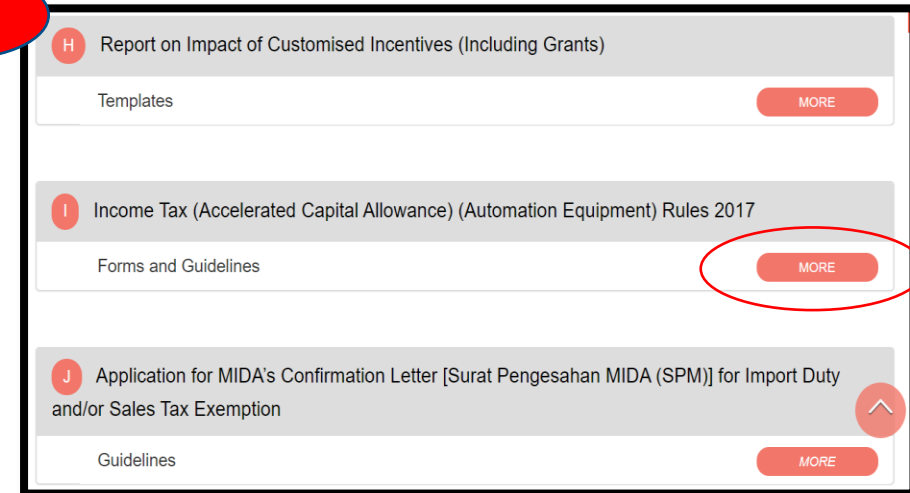 H Report on Impact of Customised Incentives (Including Grants)
Templates MORE
I Income Tax (Accelerated Capital Allowance) (Automation Equipment) Rules 2017
Forms and Guidelines MORE
J Application for MIDA's Confirmation Letter [Surat Pengesahan MIDA (SPM)] for Import Duty
and/or Sales Tax Exemption
Guidelines MORE